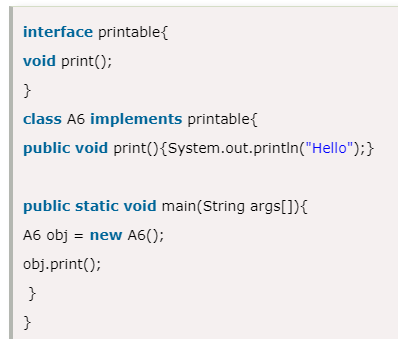 interface printable{
void print();
}
class A6 implements printable{
public void print(){System.out.println("Hello");}
public static void main(String args[]){
A6 obj = new A6();
obj.print();
}
}